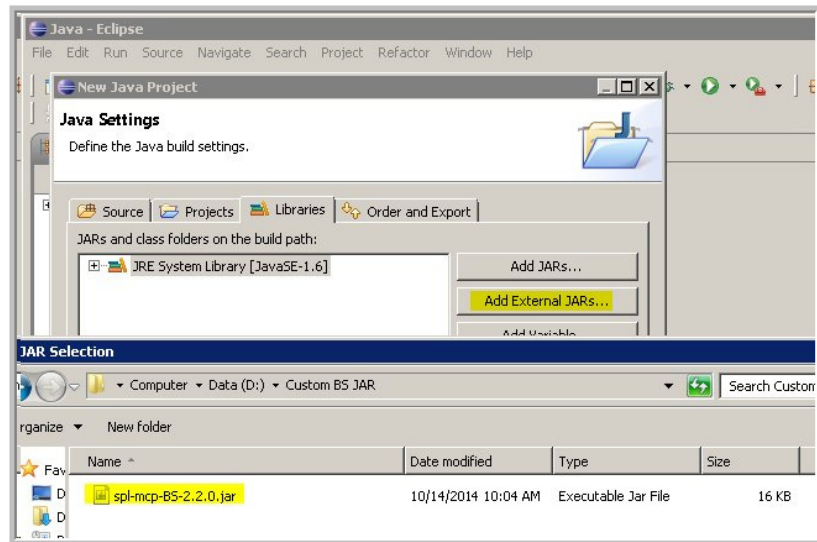 Java - Eclipse
File Edit Run Source Navigate Search Project Refactor Window Help
New Java Project
Java Settings
Define the Java build settings.
Source Projects Libraries Order and Export
JARs and class folders on the build path:
JRE System Library [JavaSE-1.6]
Add JARs...
Add External JARs...
Add Variable
JAR Selection
Computer Data (D:) Custom BS JAR Search Custom
rganize New folder
Fav Name Date modified Type Size
D spl-mcp-BS-2.2.0.jar 10/14/2014 10:04 AM Executable Jar File 16 KB
D